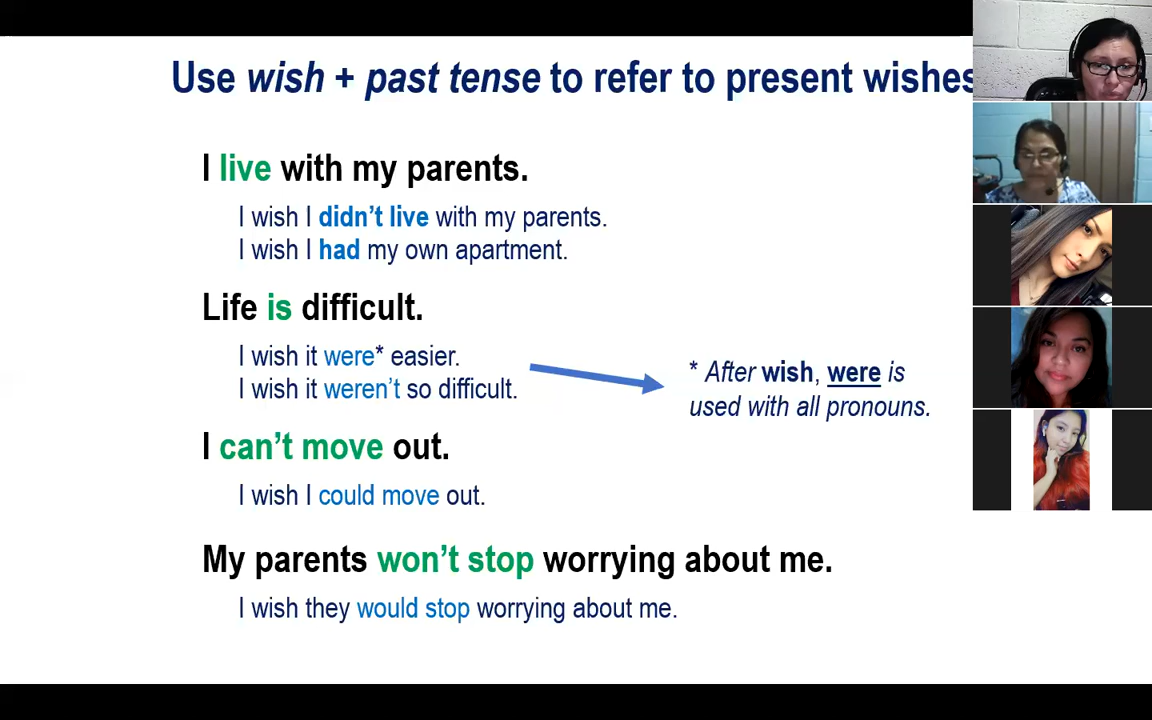 Use wish + past tense to refer to present wishes
I live with my parents.
I wish I didn't live with my parents.
I wish I had my own apartment.
Life is difficult.
I wish it were* easier.
I wish it weren't so difficult.
* After wish, were is
used with all pronouns.
I can't move out.
I wish I could move out.
My parents won't stop worrying about me.
I wish they would stop worrying about me.